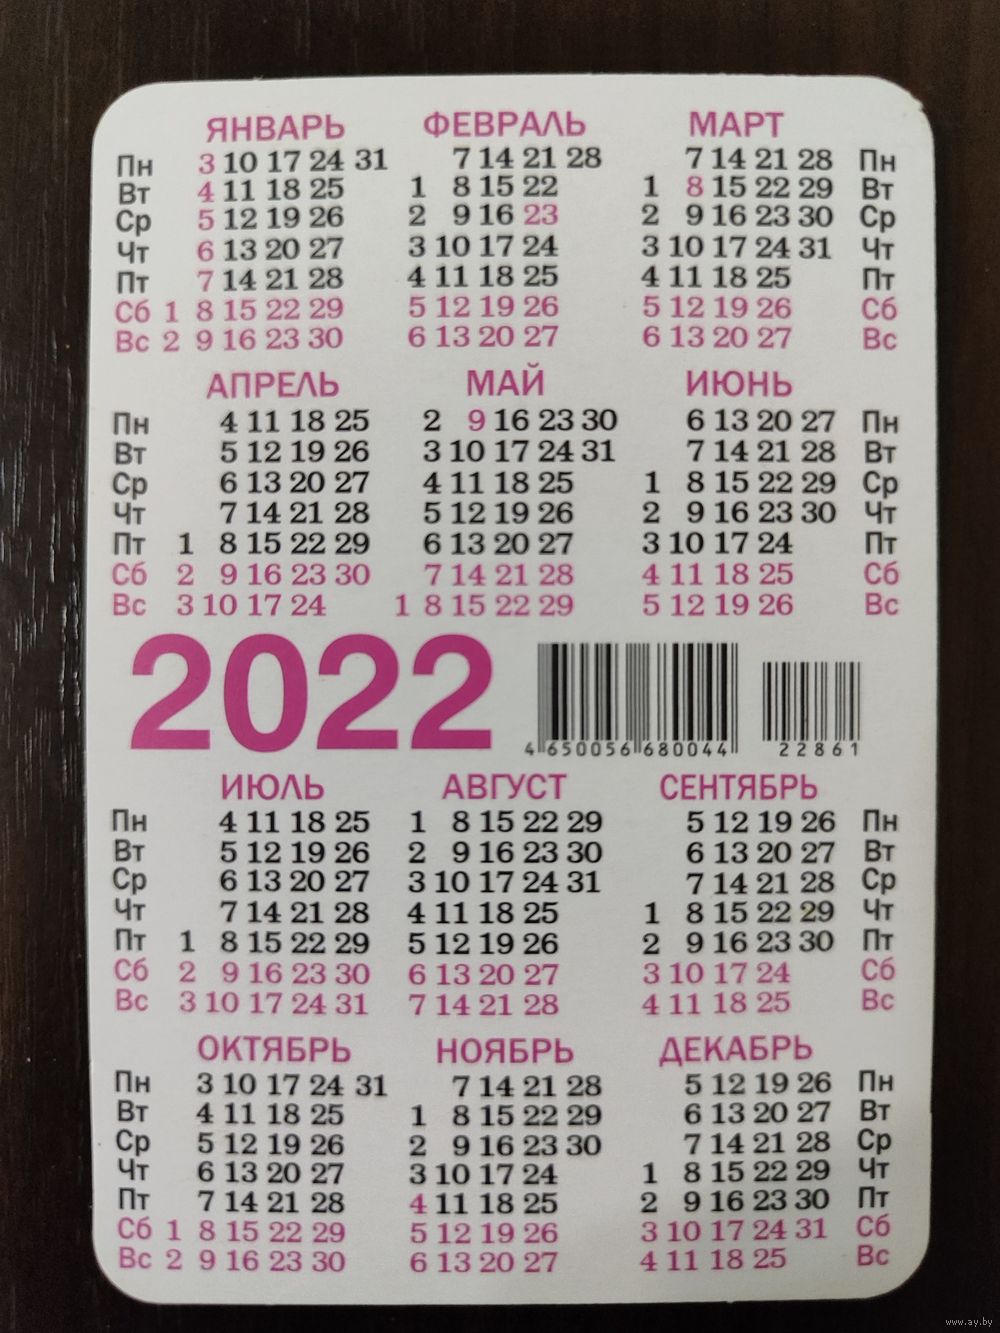 ЯНВАРЬ ФЕВРАЛЬ МАРТ
Пн 3 10 17 24 31 7 14 21 28 7 14 21 28 Пн
Вт 4 11 18 25 1 8 15 22 1 8 15 22 29 Вт
Ср 5 12 19 26 2 9 16 23 2 9 16 23 30 Ср
Чт 6 13 20 27 3 10 17 24 3 10 17 24 31 Чт
Пт 7 14 21 28 4 11 18 25 4 11 18 25 Пт
Сб 1 8 15 22 29 5 12 19 26 5 12 19 26 Сб
Вс 2 9 16 23 30 6 13 20 27 6 13 20 27 Вс
АПРЕЛЬ МАЙ ИЮНЬ
Пн 4 11 18 25 2 9 16 23 30 6 13 20 27 Пн
Вт 5 12 19 26 3 10 17 24 31 7 14 21 28 Вт
Ср 6 13 20 27 4 11 18 25 1 8 15 22 29 Ср
Чт 7 14 21 28 5 12 19 26 2 9 16 23 30 Чт
Пт 1 8 15 22 29 6 13 20 27 3 10 17 24 Пт
Сб 2 9 16 23 30 7 14 21 28 4 11 18 25 Сб
Вс 3 10 17 24 1 8 15 22 29 5 12 19 26 Вс
2022
4 650056 680044 22861
ИЮЛЬ АВГУСТ СЕНТЯБРЬ
Пн 4 11 18 25 1 8 15 22 29 5 12 19 26 Пн
Вт 5 12 19 26 2 9 16 23 30 6 13 20 27 Вт
Ср 6 13 20 27 3 10 17 24 31 7 14 21 28 Ср
Чт 7 14 21 28 4 11 18 25 1 8 15 22 29 Чт
Пт 1 8 15 22 29 5 12 19 26 2 9 16 23 30 Пт
Сб 2 9 16 23 30 6 13 20 27 3 10 17 24 Сб
Вс 3 10 17 24 31 7 14 21 28 4 11 18 25 Вс
ОКТЯБРЬ НОЯБРЬ ДЕКАБРЬ
Пн 3 10 17 24 31 7 14 21 28 5 12 19 26 Пн
Вт 4 11 18 25 1 8 15 22 29 6 13 20 27 Вт
Ср 5 12 19 26 2 9 16 23 30 7 14 21 28 Ср
Чт 6 13 20 27 3 10 17 24 1 8 15 22 29 Чт
Пт 7 14 21 28 4 11 18 25 2 9 16 23 30 Пт
Сб 1 8 15 22 29 5 12 19 26 3 10 17 24 31 Сб
Вс 2 9 16 23 30 6 13 20 27 4 11 18 25 Вс
www.ay.by